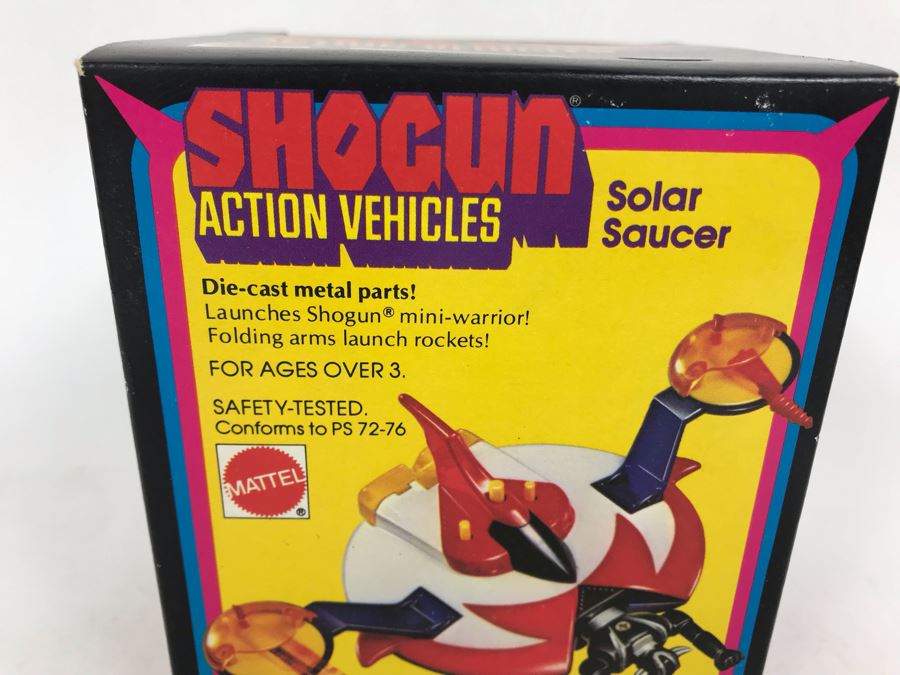 SHOGUN®
ACTION VEHICLES
Solar
Saucer
Die-cast metal parts!
Launches Shogun® mini-warrior!
Folding arms launch rockets!
FOR AGES OVER 3.
SAFETY-TESTED.
Conforms to PS 72-76
MATTEL®